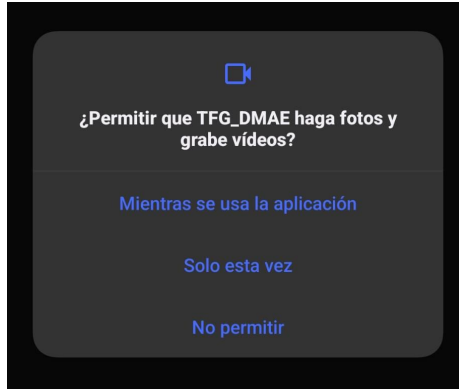 ¿Permitir que TFG_DMAE haga fotos y
grabe vídeos?
Mientras se usa la aplicación
Solo esta vez
No permitir